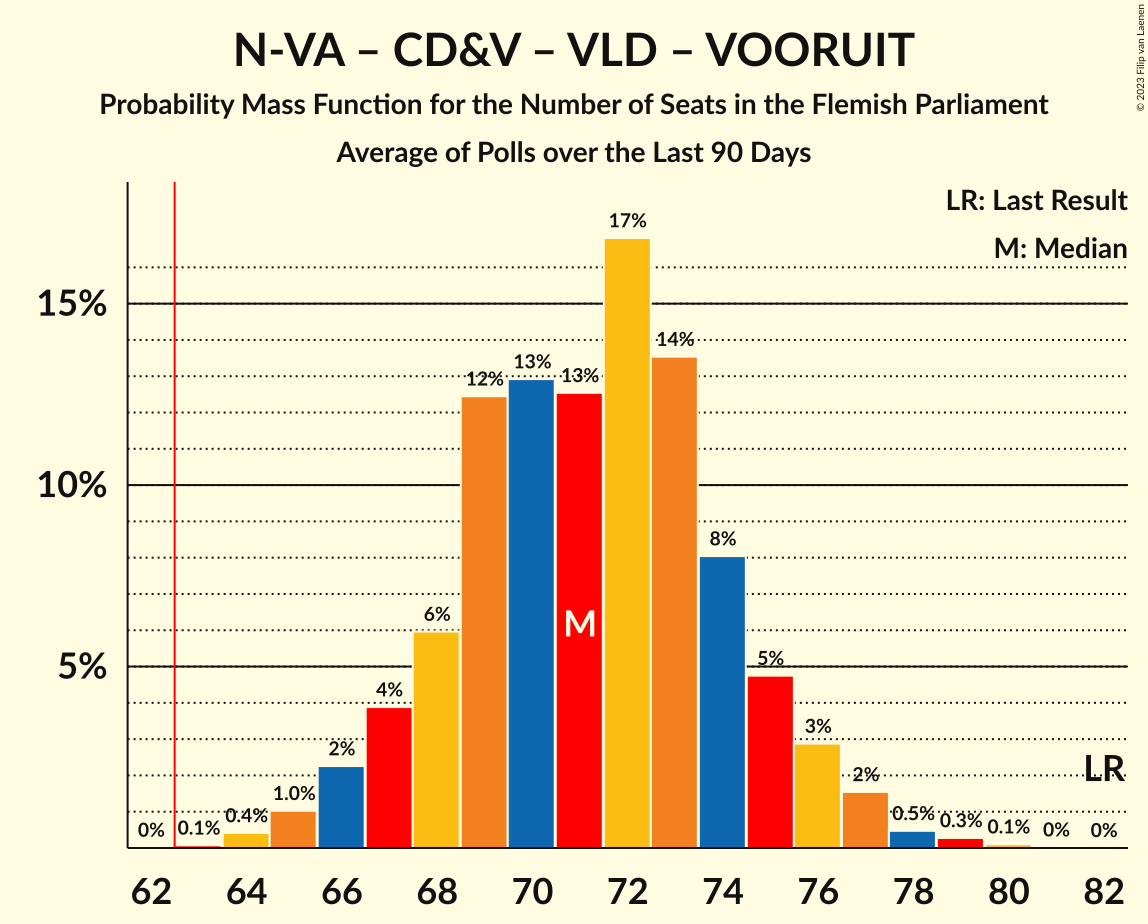 N-VA – CD&V – VLD – VOORUIT
Probability Mass Function for the Number of Seats in the Flemish Parliament
Average of Polls over the Last 90 Days
© 2023 Filip van Laenen
LR: Last Result
M: Median
17%
15%
14%
13%
13%
12%
10%
8%
6%
M
5%
5%
4%
3%
2%
LR
2%
1.0%
0.5%
0.4%
0.3%
0%
0.1%
0.1%
0%
0%
62 64 66 68 70 72 74 76 78 80 82